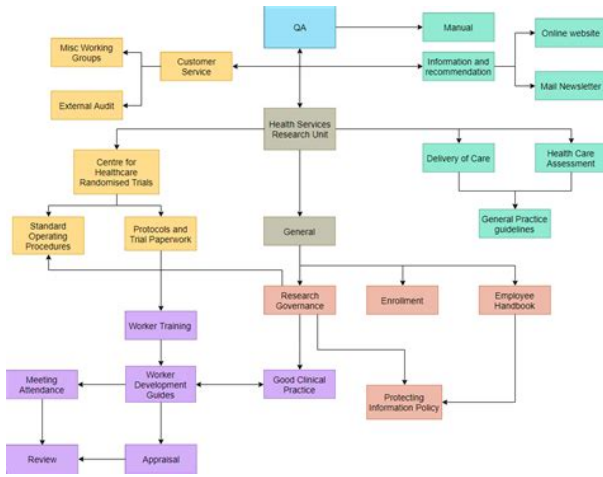 QA
Manual
Online website
Misc Working
Groups
Customer
Service
Information and
recommendation
External Audit
Mail Newsletter
Health Services
Research Unit
Centre for
Healthcare
Randomised Trials
Delivery of Care
Health Care
Assessment
Standard
Operating
Procedures
Protocols and
Trial Paperwork
General
General Practice
guidelines
Research
Governance
Enrollment
Employee
Handbook
Worker Training
Meeting
Attendance
Worker
Development
Guides
Good Clinical
Practice
Protecting
Information Policy
Review
Appraisal